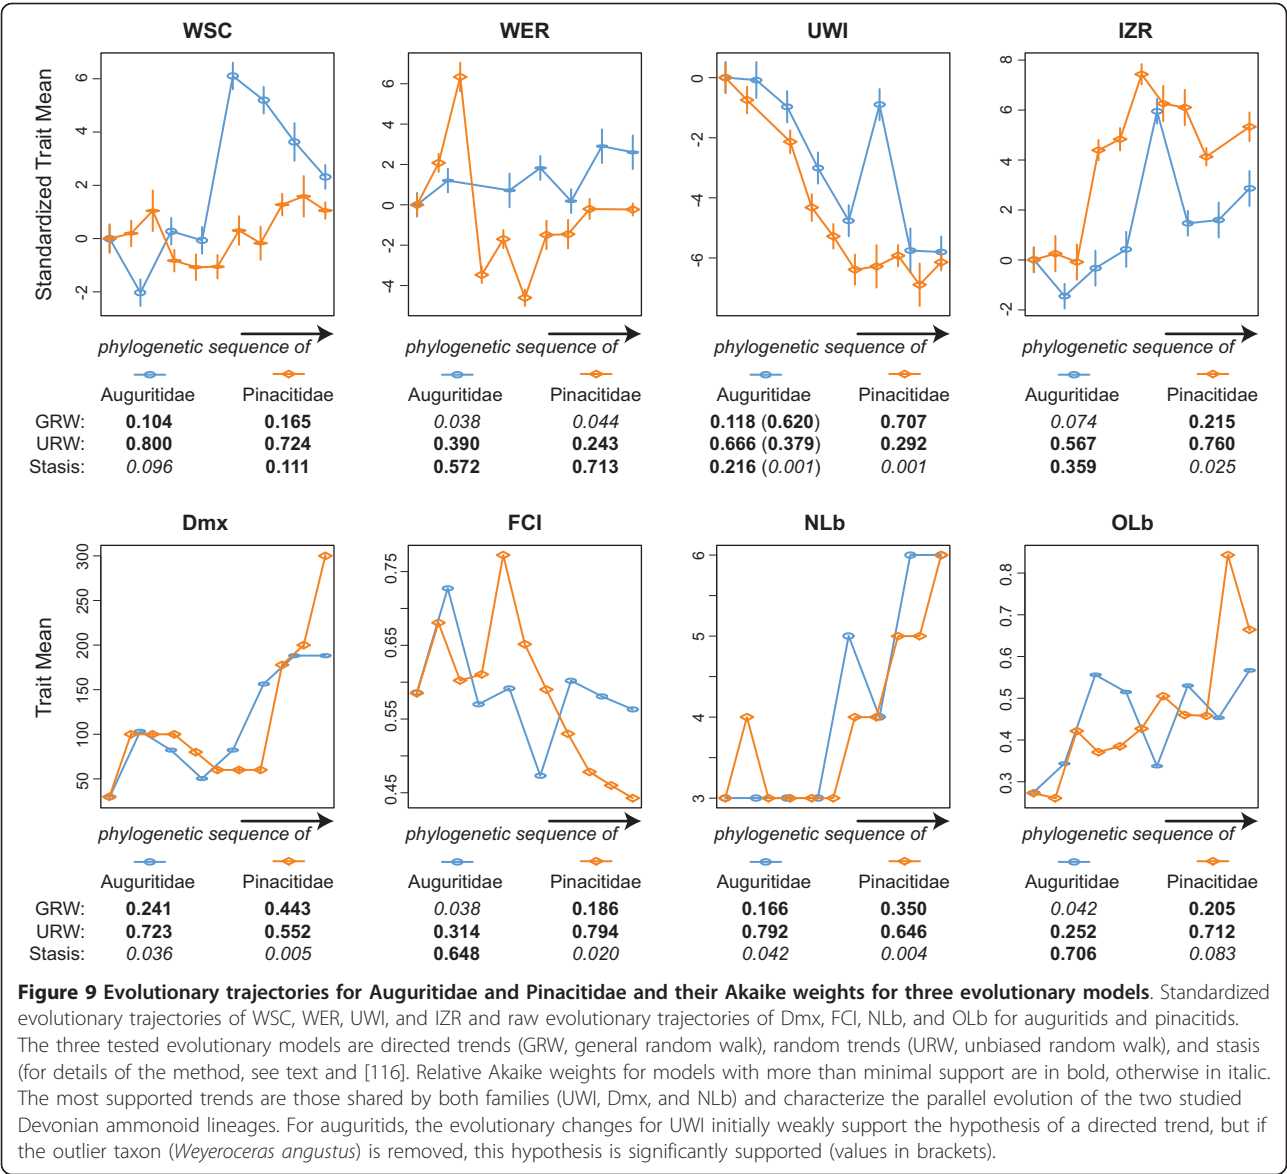 WSC WER UWI IZR
Standardized Trait Mean
6
4
2
0
-2
6
4
2
0
-2
-4
0
-2
-4
-6
8
6
4
2
0
-2
phylogenetic sequence of phylogenetic sequence of phylogenetic sequence of phylogenetic sequence of
Auguritidae Pinacitidae Auguritidae Pinacitidae Auguritidae Pinacitidae Auguritidae Pinacitidae
GRW: 0.104 0.165 0.038 0.044 0.118 (0.620) 0.707 0.074 0.215
URW: 0.800 0.724 0.390 0.243 0.666 (0.379) 0.292 0.567 0.760
Stasis: 0.096 0.111 0.572 0.713 0.216 (0.001) 0.001 0.359 0.025
Dmx FCI NLb OLb
Trait Mean
300
250
200
150
100
50
0.75
0.65
0.55
0.45
6
5
4
3
0.8
0.7
0.6
0.5
0.4
0.3
phylogenetic sequence of phylogenetic sequence of phylogenetic sequence of phylogenetic sequence of
Auguritidae Pinacitidae Auguritidae Pinacitidae Auguritidae Pinacitidae Auguritidae Pinacitidae
GRW: 0.241 0.443 0.038 0.186 0.166 0.350 0.042 0.205
URW: 0.723 0.552 0.314 0.794 0.792 0.646 0.252 0.712
Stasis: 0.036 0.005 0.648 0.020 0.042 0.004 0.706 0.083
Figure 9 Evolutionary trajectories for Auguritidae and Pinacitidae and their Akaike weights for three evolutionary models. Standardized
evolutionary trajectories of WSC, WER, UWI, and IZR and raw evolutionary trajectories of Dmx, FCI, NLb, and OLb for auguritids and pinacitids.
The three tested evolutionary models are directed trends (GRW, general random walk), random trends (URW, unbiased random walk), and stasis
(for details of the method, see text and [116]. Relative Akaike weights for models with more than minimal support are in bold, otherwise in italic.
The most supported trends are those shared by both families (UWI, Dmx, and NLb) and characterize the parallel evolution of the two studied
Devonian ammonoid lineages. For auguritids, the evolutionary changes for UWI initially weakly support the hypothesis of a directed trend, but if
the outlier taxon (Weyeroceras angustus) is removed, this hypothesis is significantly supported (values in brackets).